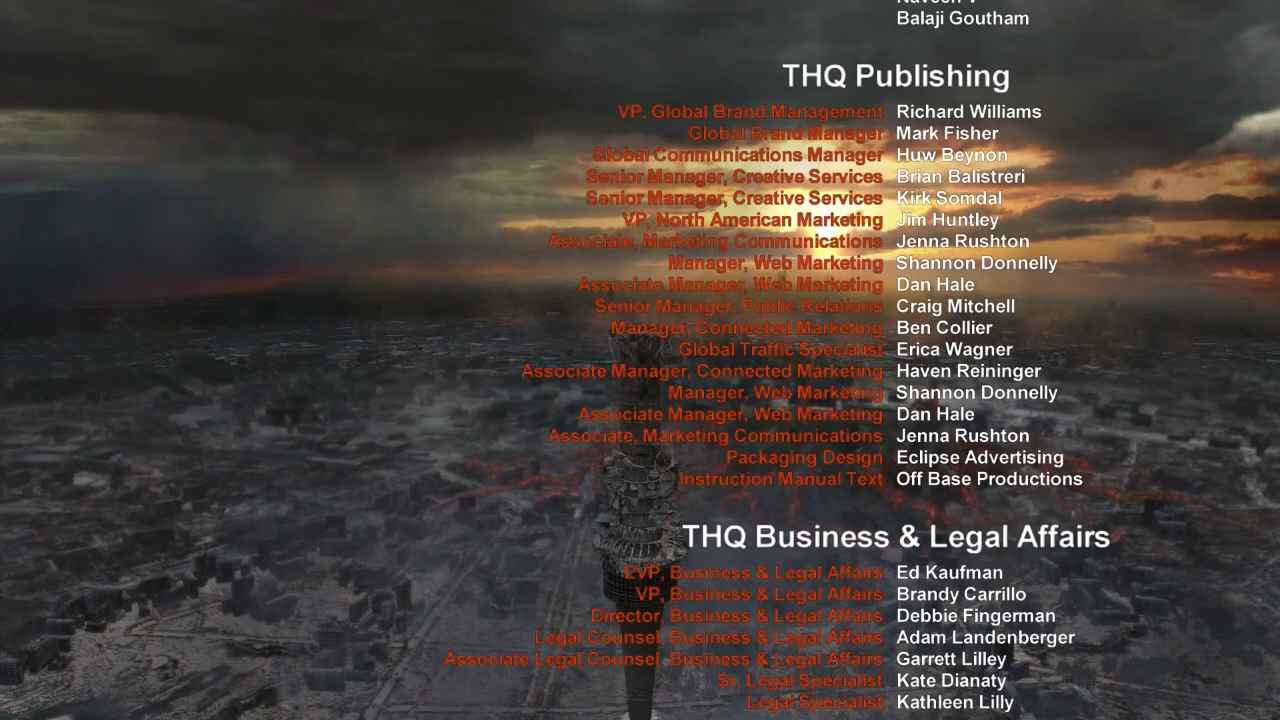 Balaji Goutham
THQ Publishing
VP, Global Brand Management Richard Williams
Global Brand Manager Mark Fisher
Global Communications Manager Huw Beynon
Senior Manager, Creative Services Brian Balistreri
Senior Manager, Creative Services Kirk Somdal
VP, North American Marketing Jim Huntley
Associate, Marketing Communications Jenna Rushton
Manager, Web Marketing Shannon Donnelly
Associate Manager, Web Marketing Dan Hale
Senior Manager, Public Relations Craig Mitchell
Manager, Connected Marketing Ben Collier
Global Traffic Specialist Erica Wagner
Associate Manager, Connected Marketing Haven Reininger
Manager, Web Marketing Shannon Donnelly
Associate Manager, Web Marketing Dan Hale
Associate, Marketing Communications Jenna Rushton
Packaging Design Eclipse Advertising
Instruction Manual Text Off Base Productions
THQ Business & Legal Affairs
EVP, Business & Legal Affairs Ed Kaufman
VP, Business & Legal Affairs Brandy Carrillo
Director, Business & Legal Affairs Debbie Fingerman
Legal Counsel, Business & Legal Affairs Adam Landenberger
Associate Legal Counsel, Business & Legal Affairs Garrett Lilley
Sr. Legal Specialist Kate Dianaty
Legal Specialist Kathleen Lilly